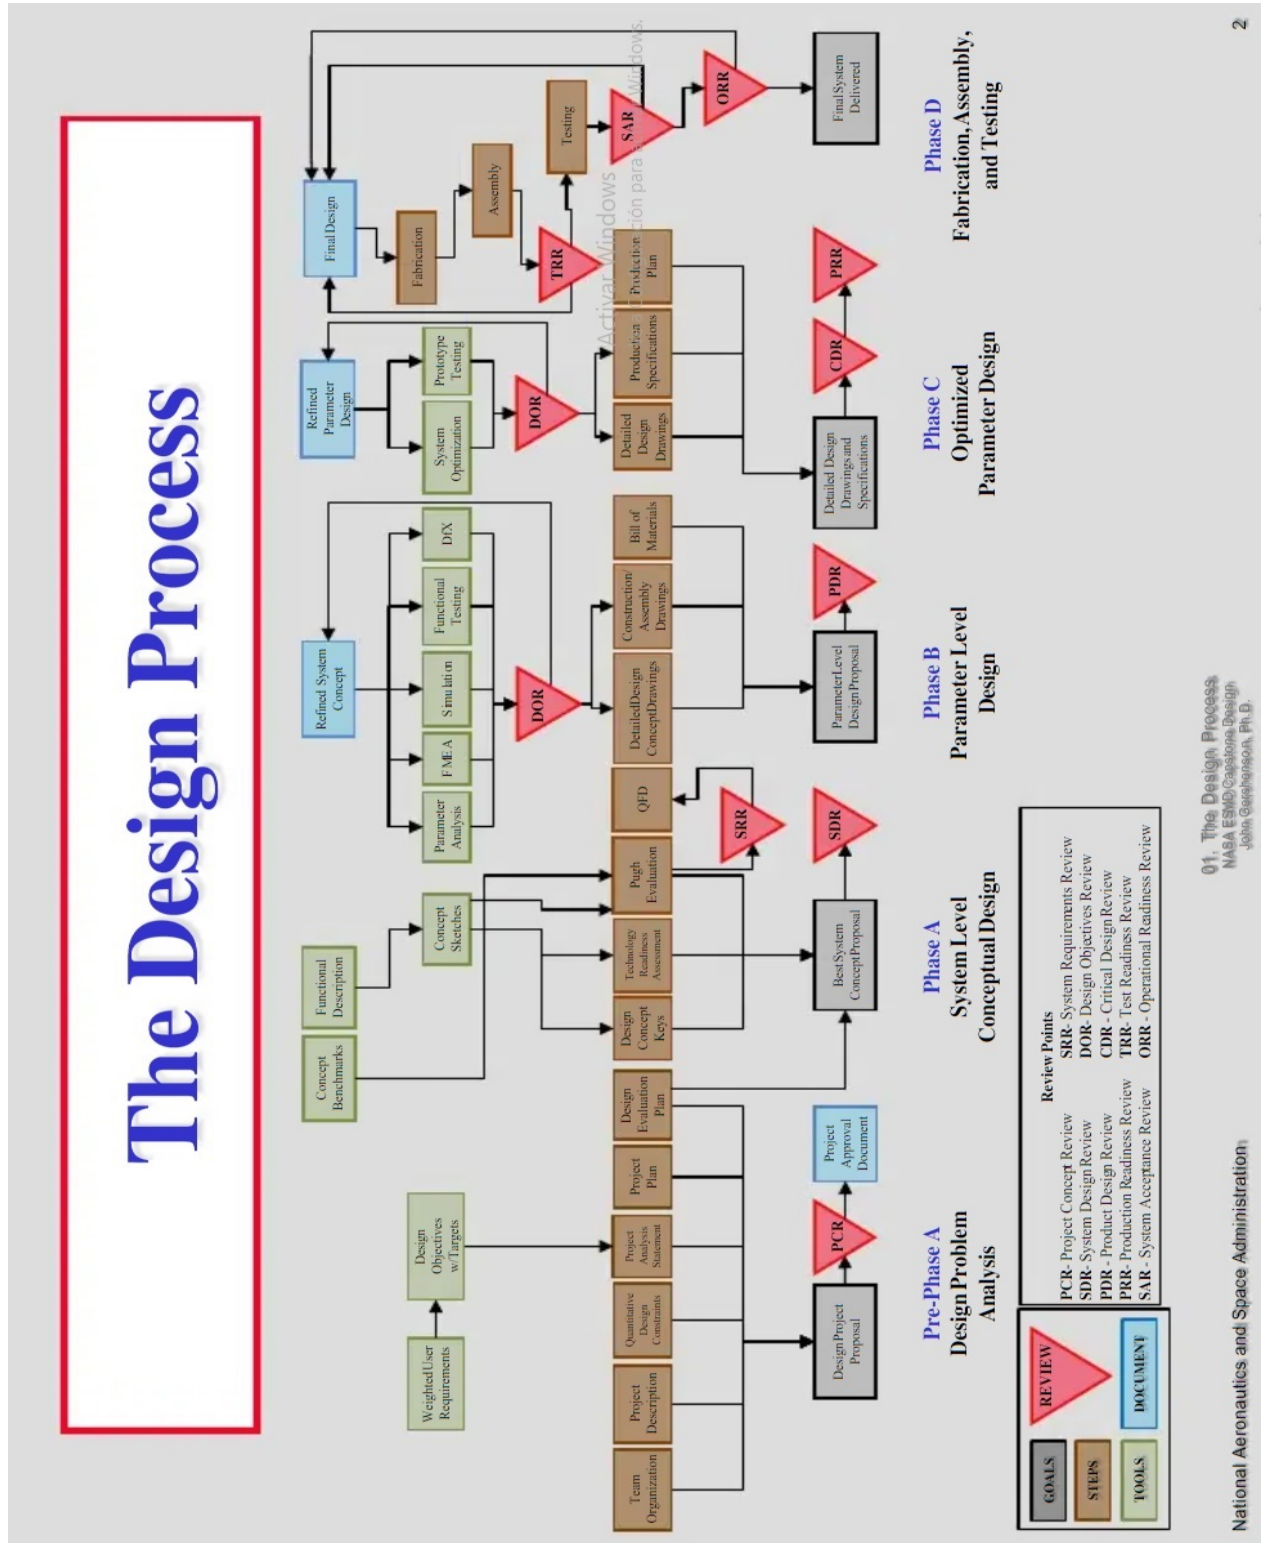 The Design Process
Weighted User
Requirements
Design
Objectives
w/Targets
Team
Organization
Project
Description
Quantitative
Design
Constraints
Project
Analysis
Statement
Project
Plan
Design
Evaluation
Plan
Design Project
Proposal
PCR
Project
Approval
Document
Pre-Phase A
Design Problem
Analysis
Concept
Benchmarks
Functional
Description
Concept
Sketches
Design
Concept
Keys
Technology
Readiness
Assessment
Pugh
Evaluation
QFD
SRR
Best System
Concept Proposal
SDR
Phase A
System Level
Conceptual Design
Refined System
Concept
Parameter
Analysis
FMEA
Simulation
Functional
Testing
DfX
DOR
Detailed Design
Concept Drawings
Construction/
Assembly
Drawings
Bill of
Materials
Parameter Level
Design Proposal
PDR
Phase B
Parameter Level
Design
Refined
Parameter
Design
System
Optimization
Prototype
Testing
DOR
Detailed
Design
Drawings
Production
Specifications
Production
Plan
Detailed Design
Drawings and
Specifications
CDR
PRR
Phase C
Optimized
Parameter Design
Final Design
Fabrication
Assembly
TRR
Testing
SAR
ORR
Final System
Delivered
Phase D
Fabrication, Assembly,
and Testing
Activar Windows
ción para a Windows.
GOALS
STEPS
TOOLS
REVIEW
DOCUMENT
Review Points
PCR- Project Concept Review
SDR- System Design Review
PDR - Product Design Review
PRR- Production Readiness Review
SAR - System Acceptance Review
SRR- System Requirements Review
DOR- Design Objectives Review
CDR - Critical Design Review
TRR- Test Readiness Review
ORR - Operational Readiness Review
National Aeronautics and Space Administration
01. The Design Process
NASA ESMD Capstone Design
John Gershenson, Ph.D.
2